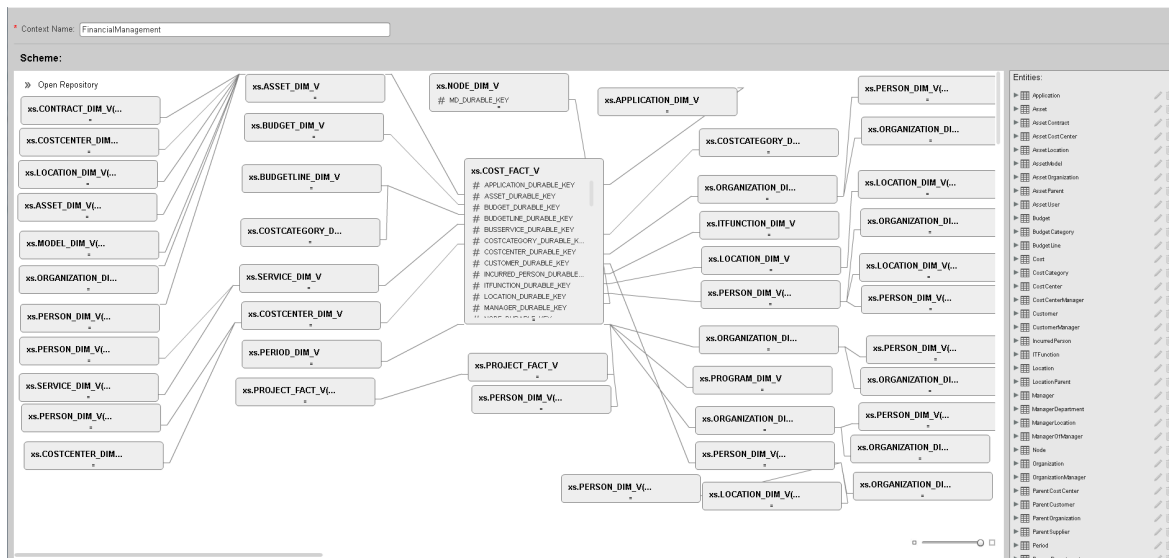 * Context Name: FinancialManagement
Scheme:
» Open Repository
xs.CONTRACT_DIM_V(...
xs.COSTCENTER_DIM...
xs.LOCATION_DIM_V(...
xs.ASSET_DIM_V(...
xs.MODEL_DIM_V(...
xs.ORGANIZATION_DI...
xs.PERSON_DIM_V(...
xs.PERSON_DIM_V(...
xs.SERVICE_DIM_V(...
xs.PERSON_DIM_V(...
xs.COSTCENTER_DIM...
xs.ASSET_DIM_V
xs.BUDGET_DIM_V
xs.BUDGETLINE_DIM_V
xs.COSTCATEGORY_D...
xs.SERVICE_DIM_V
xs.COSTCENTER_DIM_V
xs.PERIOD_DIM_V
xs.PROJECT_FACT_V(...
xs.NODE_DIM_V
# MD_DURABLE_KEY
xs.COST_FACT_V
# APPLICATION_DURABLE_KEY
# ASSET_DURABLE_KEY
# BUDGET_DURABLE_KEY
# BUDGETLINE_DURABLE_KEY
# BUSSERVICE_DURABLE_KEY
# COSTCATEGORY_DURABLE_K...
# COSTCENTER_DURABLE_KEY
# CUSTOMER_DURABLE_KEY
# INCURRED_PERSON_DURABLE...
# ITFUNCTION_DURABLE_KEY
# LOCATION_DURABLE_KEY
# MANAGER_DURABLE_KEY
# NODE_DURABLE_KEY
xs.PROJECT_FACT_V
xs.PERSON_DIM_V(...
xs.PERSON_DIM_V(...
xs.APPLICATION_DIM_V
xs.COSTCATEGORY_D...
xs.ORGANIZATION_DI...
xs.ITFUNCTION_DIM_V
xs.LOCATION_DIM_V
xs.PERSON_DIM_V(...
xs.ORGANIZATION_DI...
xs.PROGRAM_DIM_V
xs.ORGANIZATION_DI...
xs.PERSON_DIM_V(...
xs.LOCATION_DIM_V(...
xs.PERSON_DIM_V(...
xs.ORGANIZATION_DI...
xs.LOCATION_DIM_V(...
xs.ORGANIZATION_DI...
xs.LOCATION_DIM_V(...
xs.PERSON_DIM_V(...
xs.PERSON_DIM_V(...
xs.ORGANIZATION_DI...
xs.PERSON_DIM_V(...
xs.ORGANIZATION_DI...
xs.ORGANIZATION_DI...
Entities:
Application
Asset
Asset Contract
Asset Cost Center
Asset Location
AssetModel
Asset Organization
Asset Parent
Asset User
Budget
Budget Category
Budget Line
Cost
Cost Category
Cost Center
Cost CenterManager
Customer
CustomerManager
IncurredPerson
ITFunction
Location
Location Parent
Manager
ManagerDepartment
ManagerLocation
ManagerOfManager
Node
Organization
OrganizationManager
Parent Cost Center
Parent Customer
Parent Organization
Parent Supplier
Period